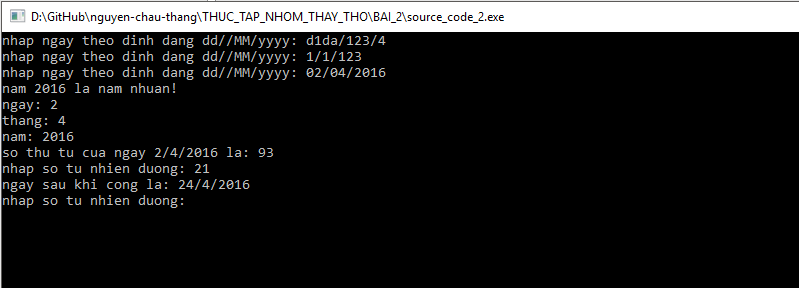 D:\GitHub\nguyen-chau-thang\THUC_TAP_NHOM_THAY_THO\BAI_2\source_code_2.exe
nhap ngay theo dinh dang dd//MM/yyyy: d1da/123/4
nhap ngay theo dinh dang dd//MM/yyyy: 1/1/123
nhap ngay theo dinh dang dd//MM/yyyy: 02/04/2016
nam 2016 la nam nhuan!
ngay: 2
thang: 4
nam: 2016
so thu tu cua ngay 2/4/2016 la: 93
nhap so tu nhien duong: 21
ngay sau khi cong la: 24/4/2016
nhap so tu nhien duong: